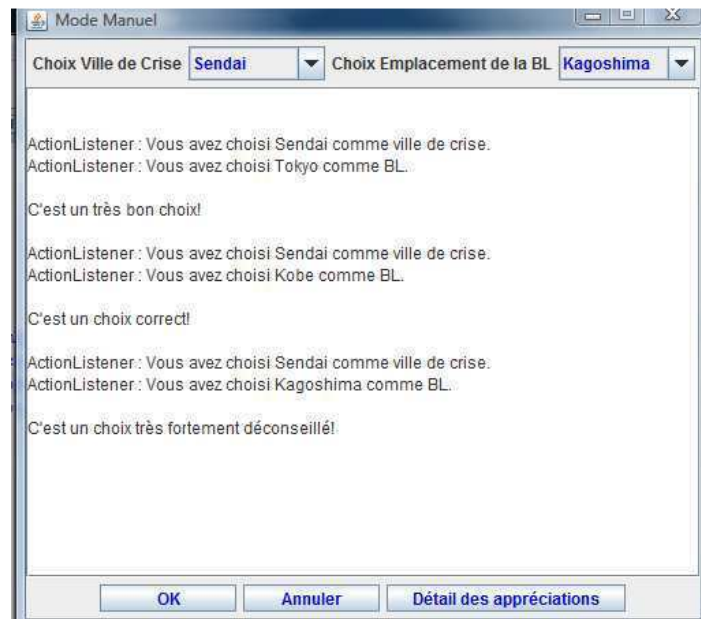 Mode Manuel
Choix Ville de Crise Sendai Choix Emplacement de la BL Kagoshima
ActionListener : Vous avez choisi Sendai comme ville de crise.
ActionListener : Vous avez choisi Tokyo comme BL.
C'est un très bon choix!
ActionListener : Vous avez choisi Sendai comme ville de crise.
ActionListener : Vous avez choisi Kobe comme BL.
C'est un choix correct!
ActionListener : Vous avez choisi Sendai comme ville de crise.
ActionListener : Vous avez choisi Kagoshima comme BL.
C'est un choix très fortement déconseillé!
OK Annuler Détail des appréciations